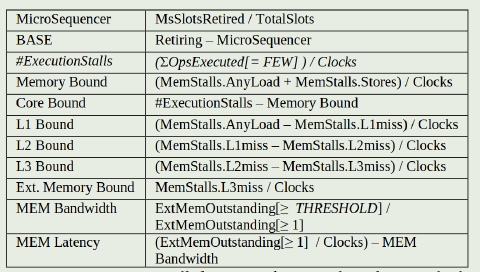 MicroSequencer MsSlotsRetired / TotalSlots
BASE Retiring – MicroSequencer
#ExecutionStalls (ΣOpsExecuted[= FEW] ) / Clocks
Memory Bound (MemStalls.AnyLoad + MemStalls.Stores) / Clocks
Core Bound #ExecutionStalls – Memory Bound
L1 Bound (MemStalls.AnyLoad – MemStalls.L1miss) / Clocks
L2 Bound (MemStalls.L1miss – MemStalls.L2miss) / Clocks
L3 Bound (MemStalls.L2miss – MemStalls.L3miss) / Clocks
Ext. Memory Bound MemStalls.L3miss / Clocks
MEM Bandwidth ExtMemOutstanding[≥ THRESHOLD] /
ExtMemOutstanding[≥ 1]
MEM Latency (ExtMemOutstanding[≥ 1] / Clocks) – MEM
Bandwidth